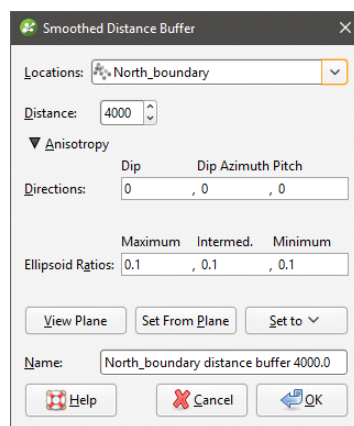 Smoothed Distance Buffer
Locations: North_boundary
Distance: 4000
Anisotropy
Dip Dip Azimuth Pitch
Directions: 0 , 0 , 0
Maximum Intermed. Minimum
Ellipsoid Ratios: 0.1 , 0.1 , 0.1
View Plane Set From Plane Set to
Name: North_boundary distance buffer 4000.0
Help Cancel OK